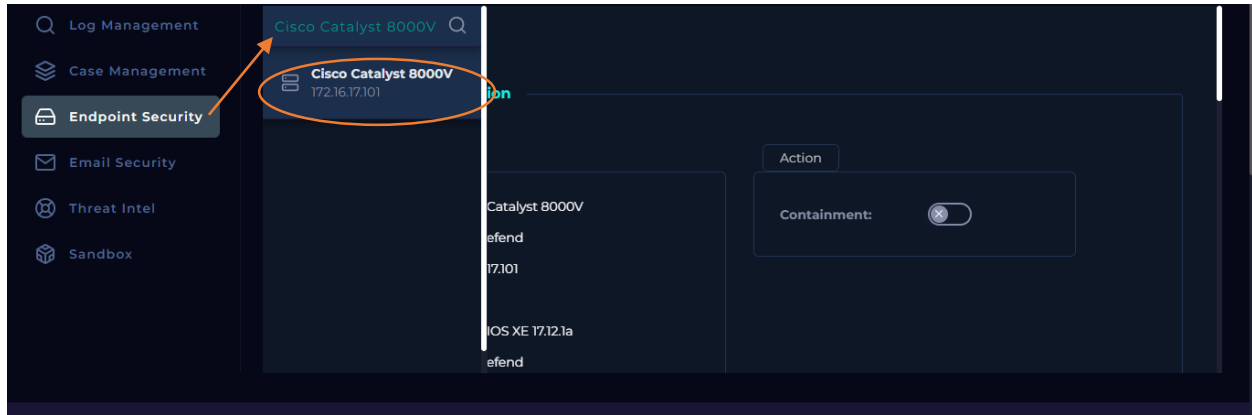 Log Management
Case Management
Endpoint Security
Email Security
Threat Intel
Sandbox
Cisco Catalyst 8000V
Cisco Catalyst 8000V
172.16.17.101
ion
Catalyst 8000V
efend
17.101
IOS XE 17.12.1a
efend
Action
Containment: